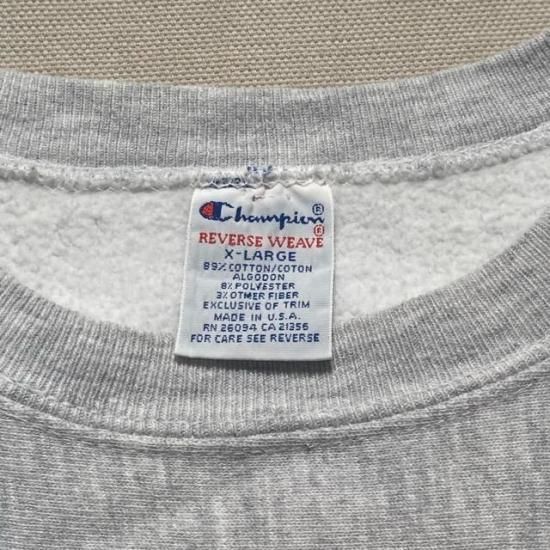 Champion®
REVERSE WEAVE®
X-LARGE
89% COTTON/COTON
ALGODON
8% POLYESTER
3% OTHER FIBER
EXCLUSIVE OF TRIM
MADE IN U.S.A.
RN 26094 CA 21356
FOR CARE SEE REVERSE